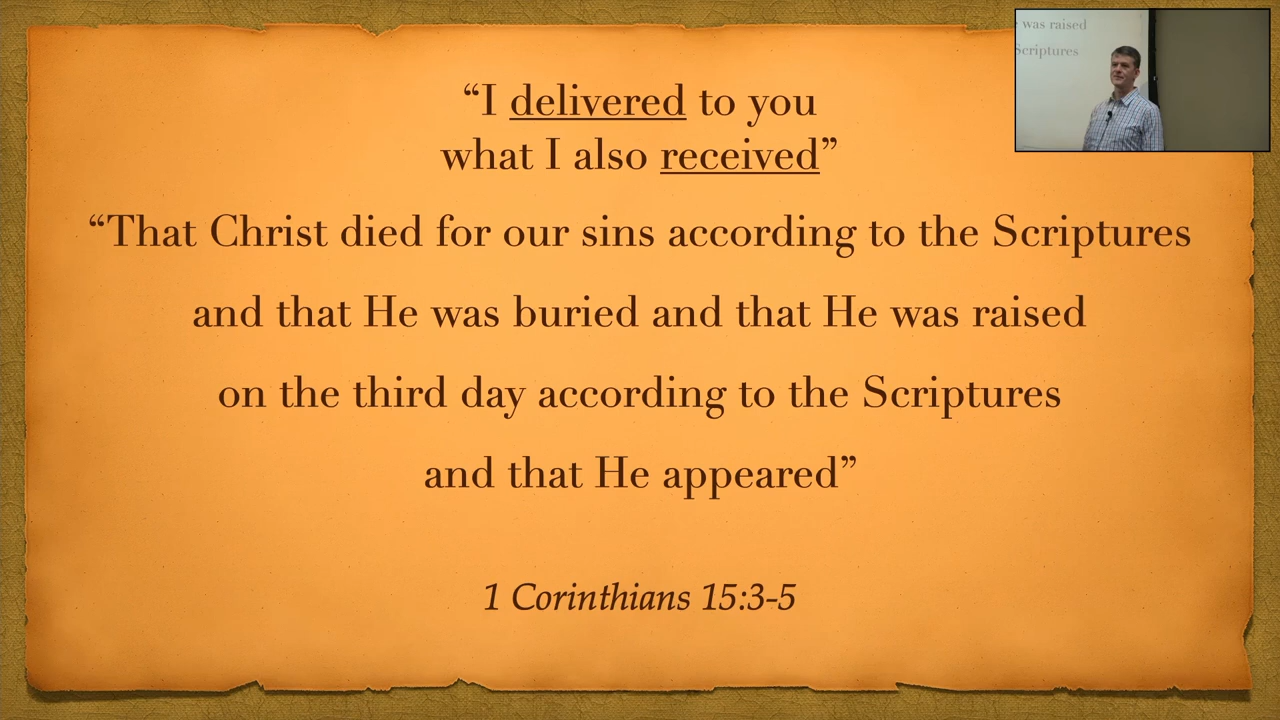 “I delivered to you
what I also received”
“That Christ died for our sins according to the Scriptures
and that He was buried and that He was raised
on the third day according to the Scriptures
and that He appeared”
1 Corinthians 15:3-5
was raised
Scriptures